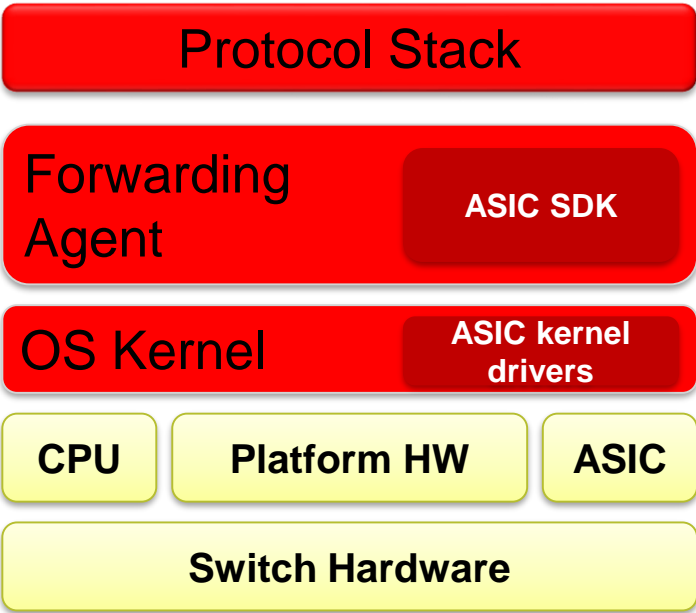 Protocol Stack
Forwarding
Agent
ASIC SDK
OS Kernel
ASIC kernel
drivers
CPU
Platform HW
ASIC
Switch Hardware